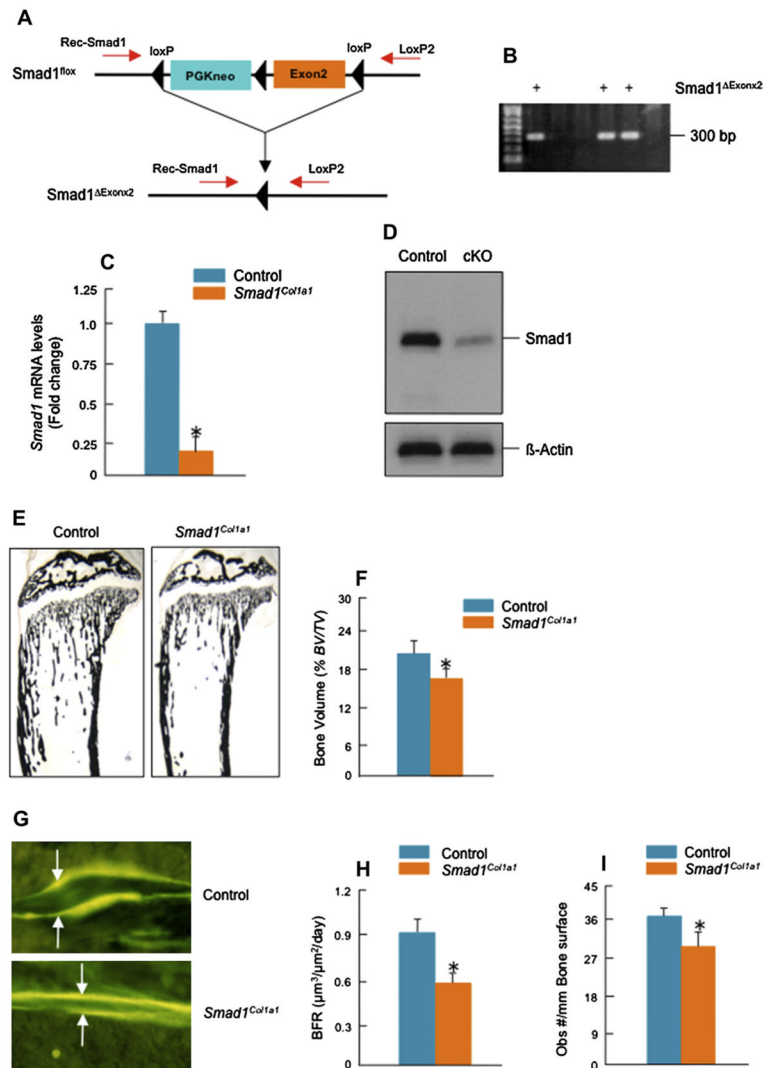 A
Rec-Smad1
loxP
loxP
LoxP2
Smad1flox
PGKneo
Exon2
Rec-Smad1
LoxP2
Smad1ΔExonx2
B
+ + +
Smad1ΔExonx2
300 bp
C
Control
Smad1Col1a1
Smad1 mRNA levels
(Fold change)
1.25
1.0
0.75
0.5
0.25
0
*
D
Control cKO
Smad1
ß-Actin
E
Control
Smad1Col1a1
F
Control
Smad1Col1a1
Bone Volume (% BV/TV)
30
24
18
12
6
0
*
G
Control
Smad1Col1a1
H
Control
Smad1Col1a1
BFR (µm³/µm²/day)
1.2
0.9
0.6
0.3
0
*
I
Control
Smad1Col1a1
Obs #/mm Bone surface
45
36
27
18
9
0
*